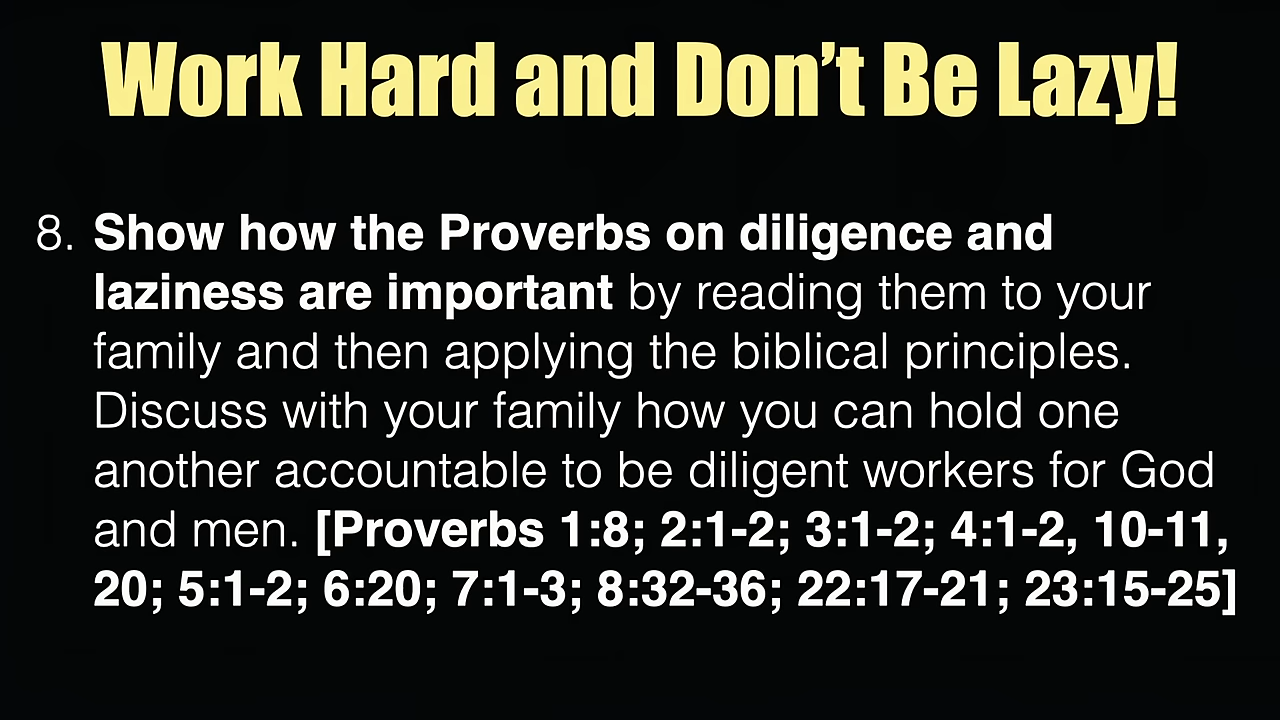 Work Hard and Don’t Be Lazy!
8. Show how the Proverbs on diligence and
laziness are important by reading them to your
family and then applying the biblical principles.
Discuss with your family how you can hold one
another accountable to be diligent workers for God
and men. [Proverbs 1:8; 2:1-2; 3:1-2; 4:1-2, 10-11,
20; 5:1-2; 6:20; 7:1-3; 8:32-36; 22:17-21; 23:15-25]